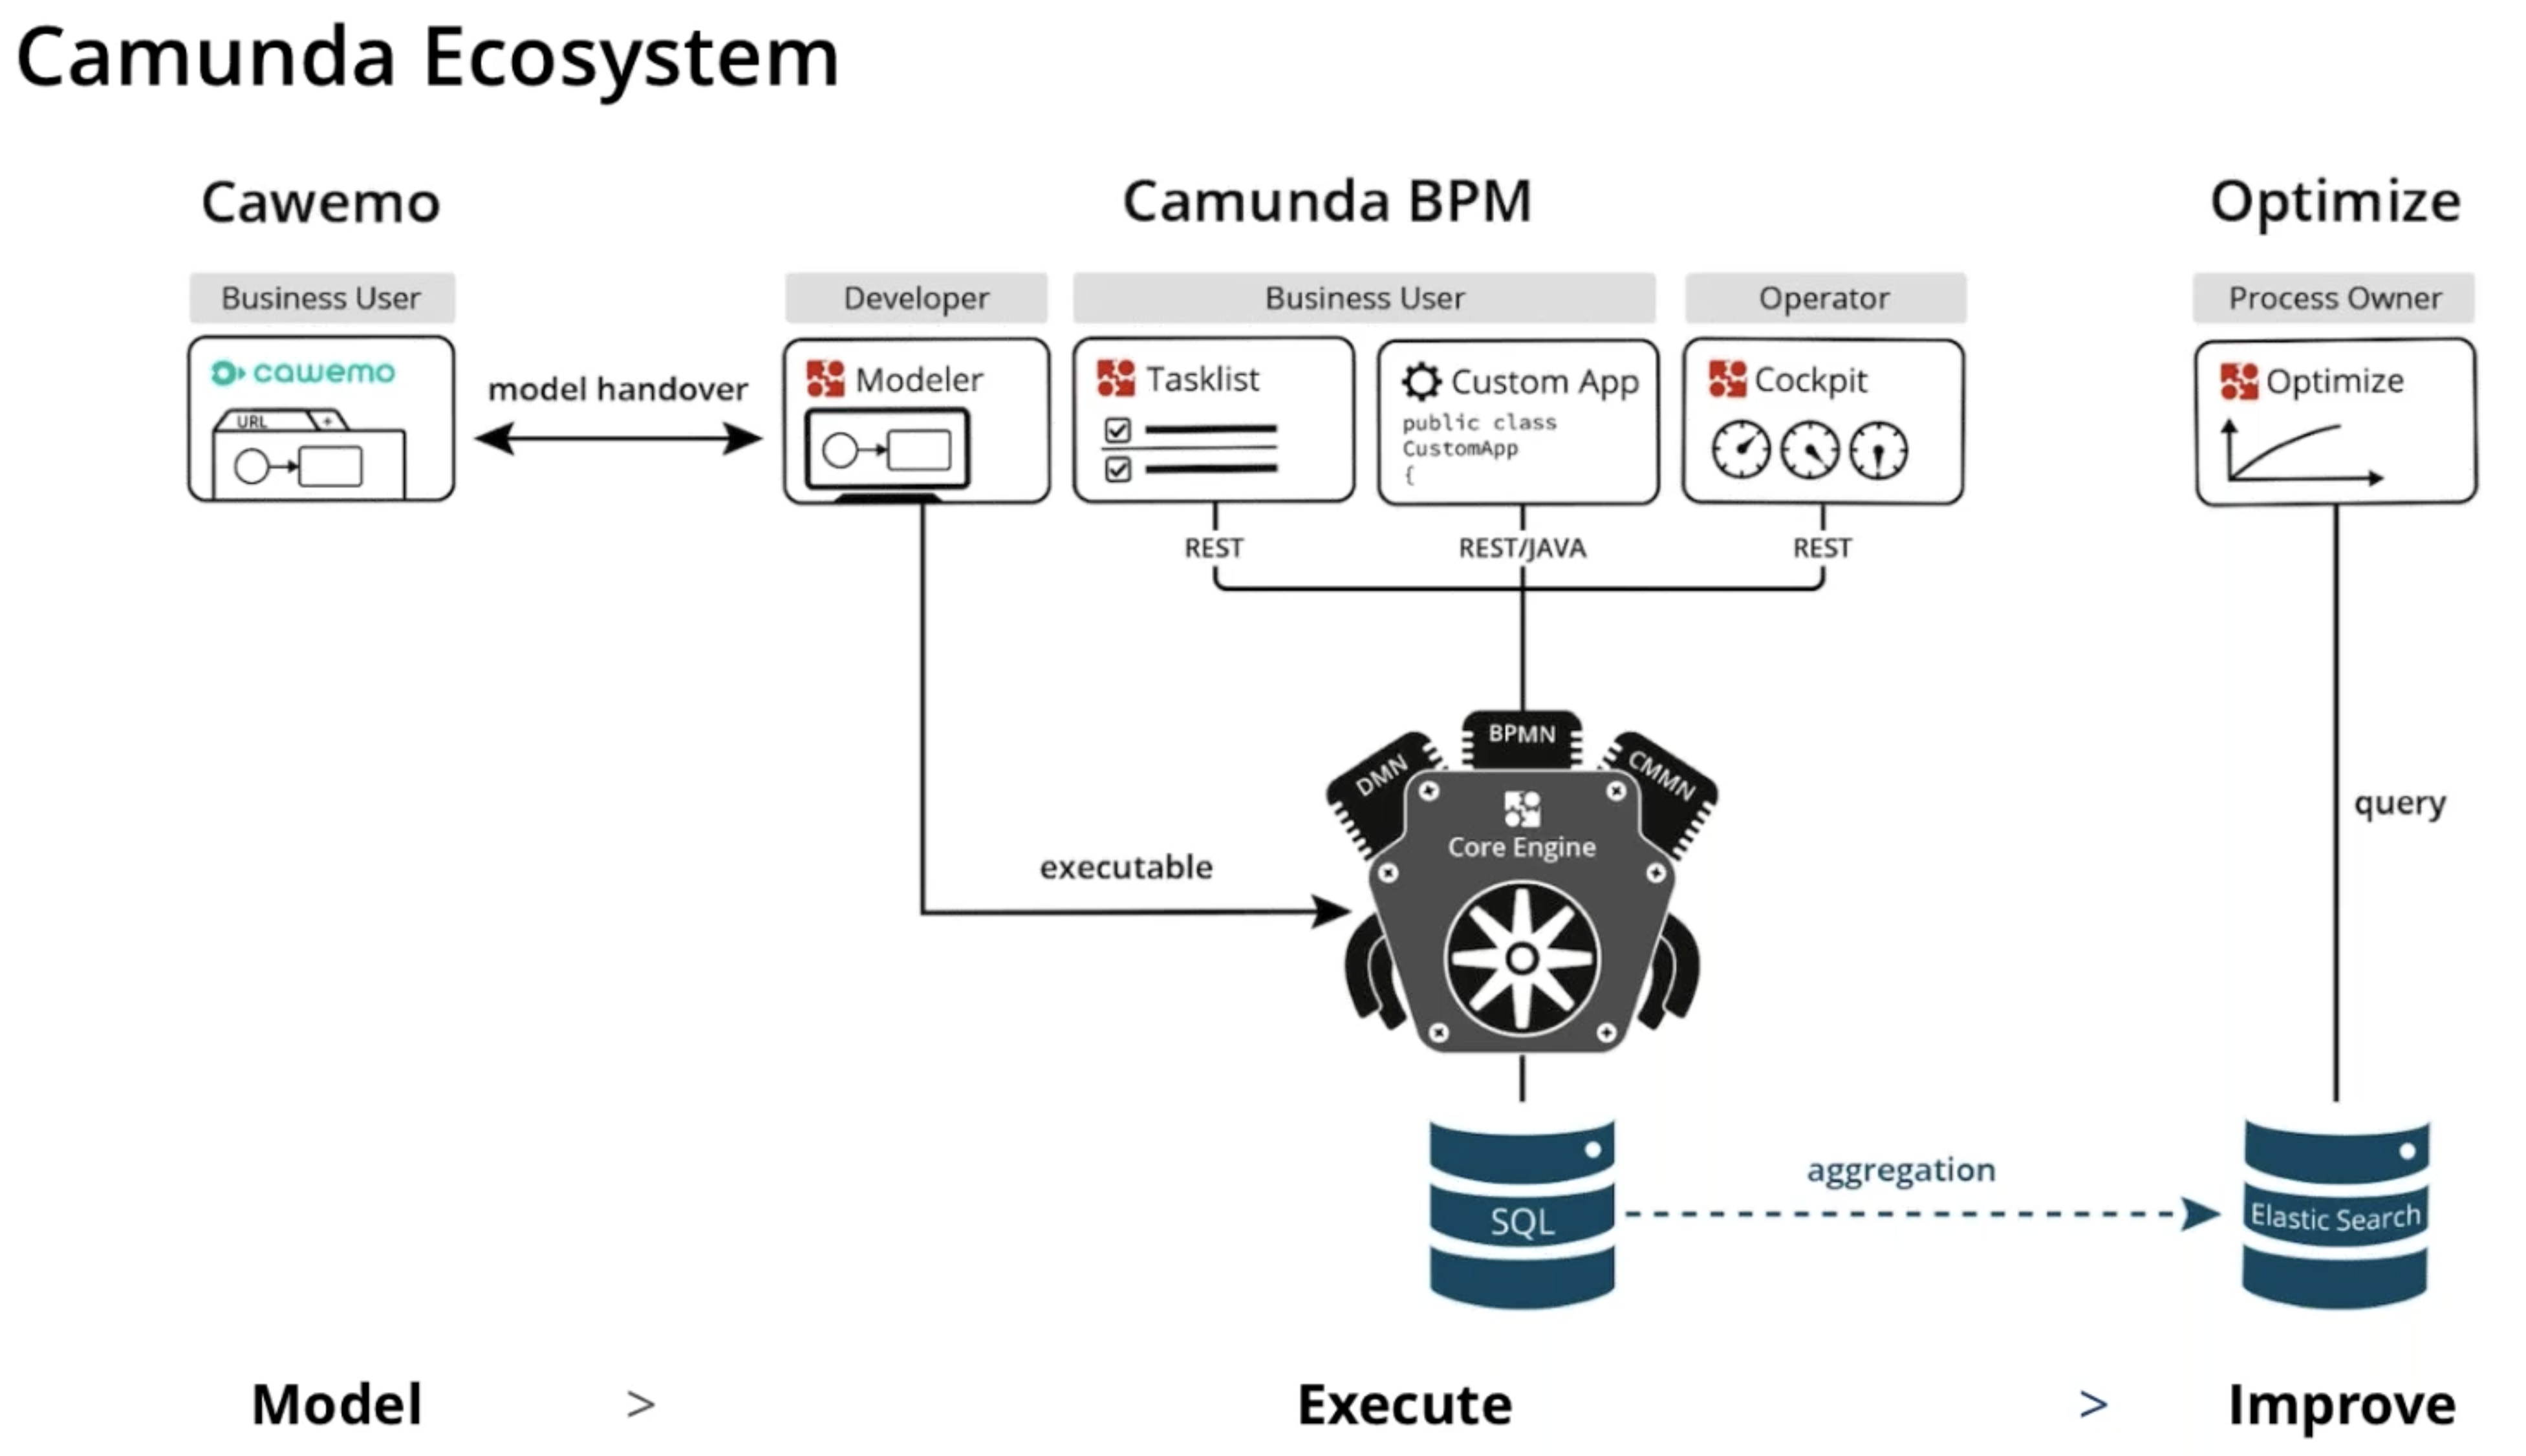 Camunda Ecosystem
Cawemo
Camunda BPM
Optimize
Business User
Developer
Business User
Operator
Process Owner
cawemo
URL +
model handover
Modeler
Tasklist
Custom App
public class
CustomApp
{
Cockpit
Optimize
REST
REST/JAVA
REST
DMN
BPMN
CMMN
Core Engine
executable
query
SQL
aggregation
Elastic Search
Model > Execute > Improve